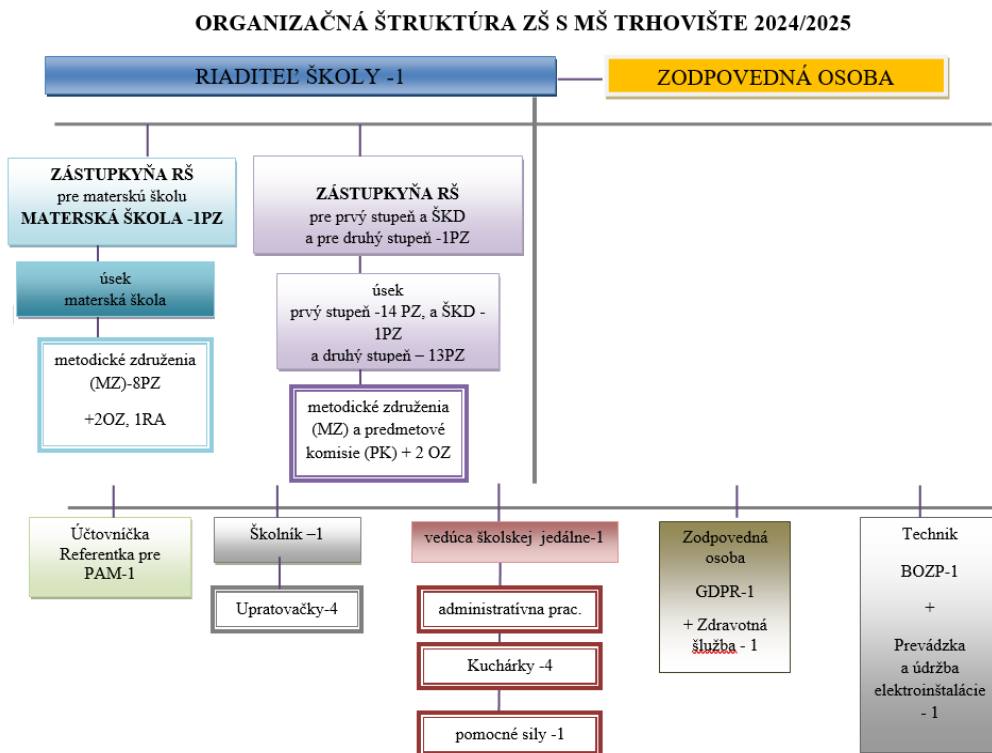 ORGANIZAČNÁ ŠTRUKTÚRA ZŠ S MŠ TRHOVIŠTE 2024/2025
RIADITEĽ ŠKOLY -1
ZODPOVEDNÁ OSOBA
ZÁSTUPKYŇA RŠ
pre materskú školu
MATERSKÁ ŠKOLA -1PZ
ZÁSTUPKYŇA RŠ
pre prvý stupeň a ŠKD
a pre druhý stupeň -1PZ
úsek
materská škola
úsek
prvý stupeň -14 PZ, a ŠKD -
1PZ
a druhý stupeň – 13PZ
metodické združenia
(MZ)-8PZ
+2OZ, 1RA
metodické združenia
(MZ) a predmetové
komisie (PK) + 2 OZ
Účtovníčka
Referentka pre
PAM-1
Školník –1
Upratovačky-4
vedúca školskej jedálne-1
administratívna prac.
Kuchárky -4
pomocné sily -1
Zodpovedná
osoba
GDPR-1
+ Zdravotná
šlužba - 1
Technik
BOZP-1
+
Prevádzka
a údržba
elektroinštalácie
- 1